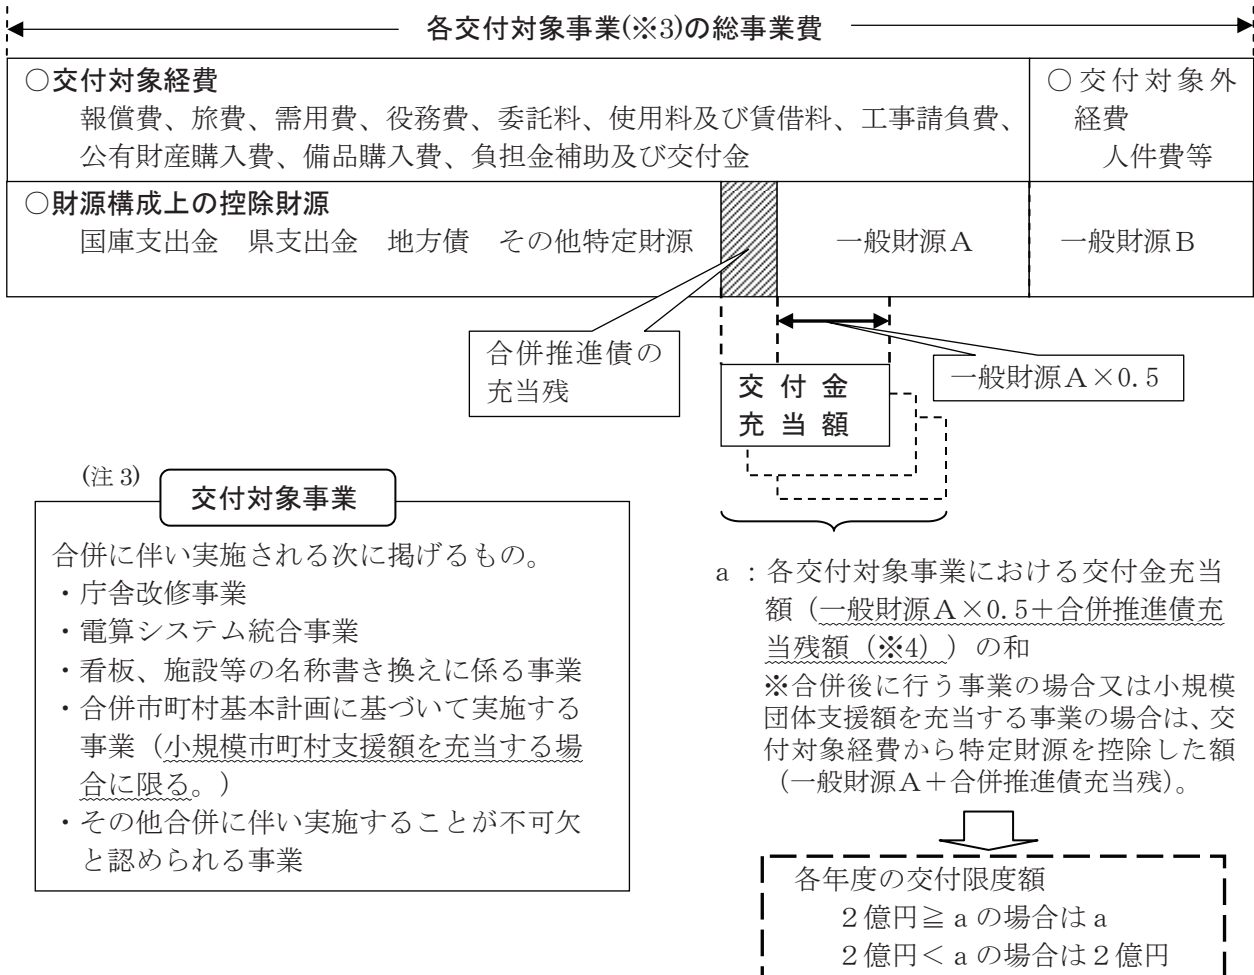 各交付対象事業(※3)の総事業費
○交付対象経費
報償費、旅費、需用費、役務費、委託料、使用料及び賃借料、工事請負費、
公有財産購入費、備品購入費、負担金補助及び交付金
○交付対象外
経費
人件費等
○財源構成上の控除財源
国庫支出金 県支出金 地方債 その他特定財源
一般財源A
一般財源B
合併推進債の
充当残
一般財源A×0.5
交付金
充当額
(注3)
交付対象事業
合併に伴い実施される次に掲げるもの。
・庁舎改修事業
・電算システム統合事業
・看板、施設等の名称書き換えに係る事業
・合併市町村基本計画に基づいて実施する
事業(小規模市町村支援額を充当する場
合に限る。)
・その他合併に伴い実施することが不可欠
と認められる事業
a:各交付対象事業における交付金充当
額(一般財源A×0.5+合併推進債充
当残額(※4))の和
※合併後に行う事業の場合又は小規模
団体支援額を充当する事業の場合は、交
付対象経費から特定財源を控除した額
(一般財源A+合併推進債充当残)。
各年度の交付限度額
2億円≧aの場合はa
2億円<aの場合は2億円